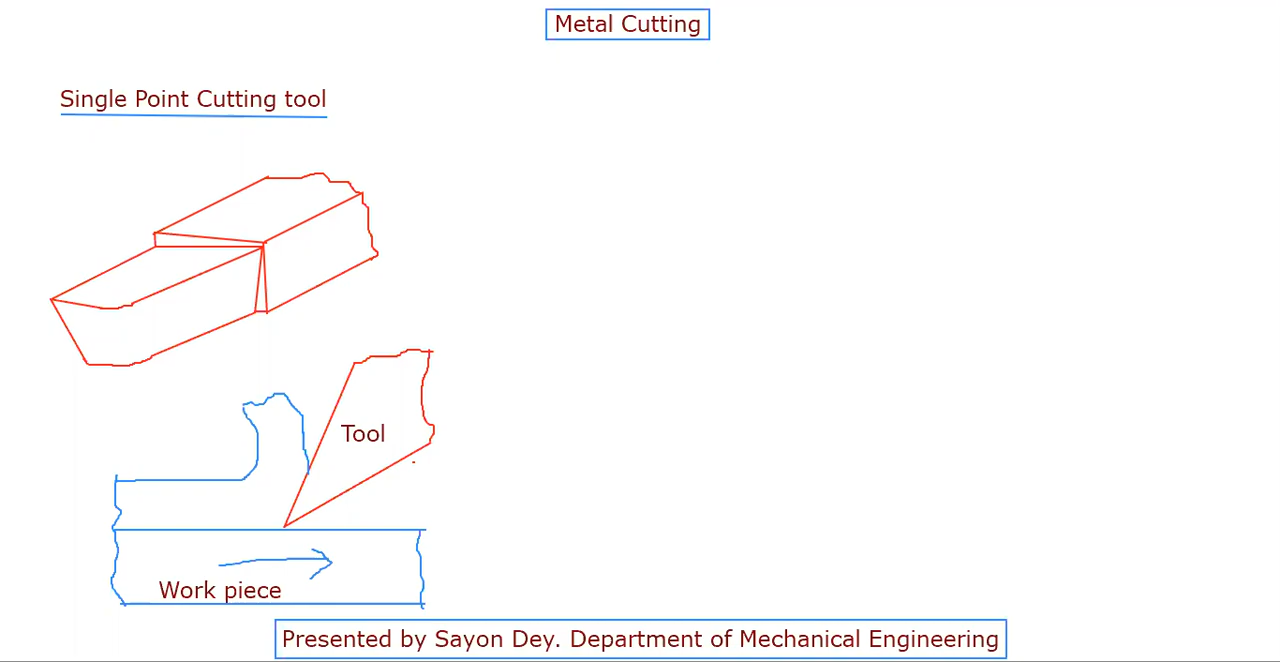 Metal Cutting
Single Point Cutting tool
Tool
Work piece
Presented by Sayon Dey. Department of Mechanical Engineering